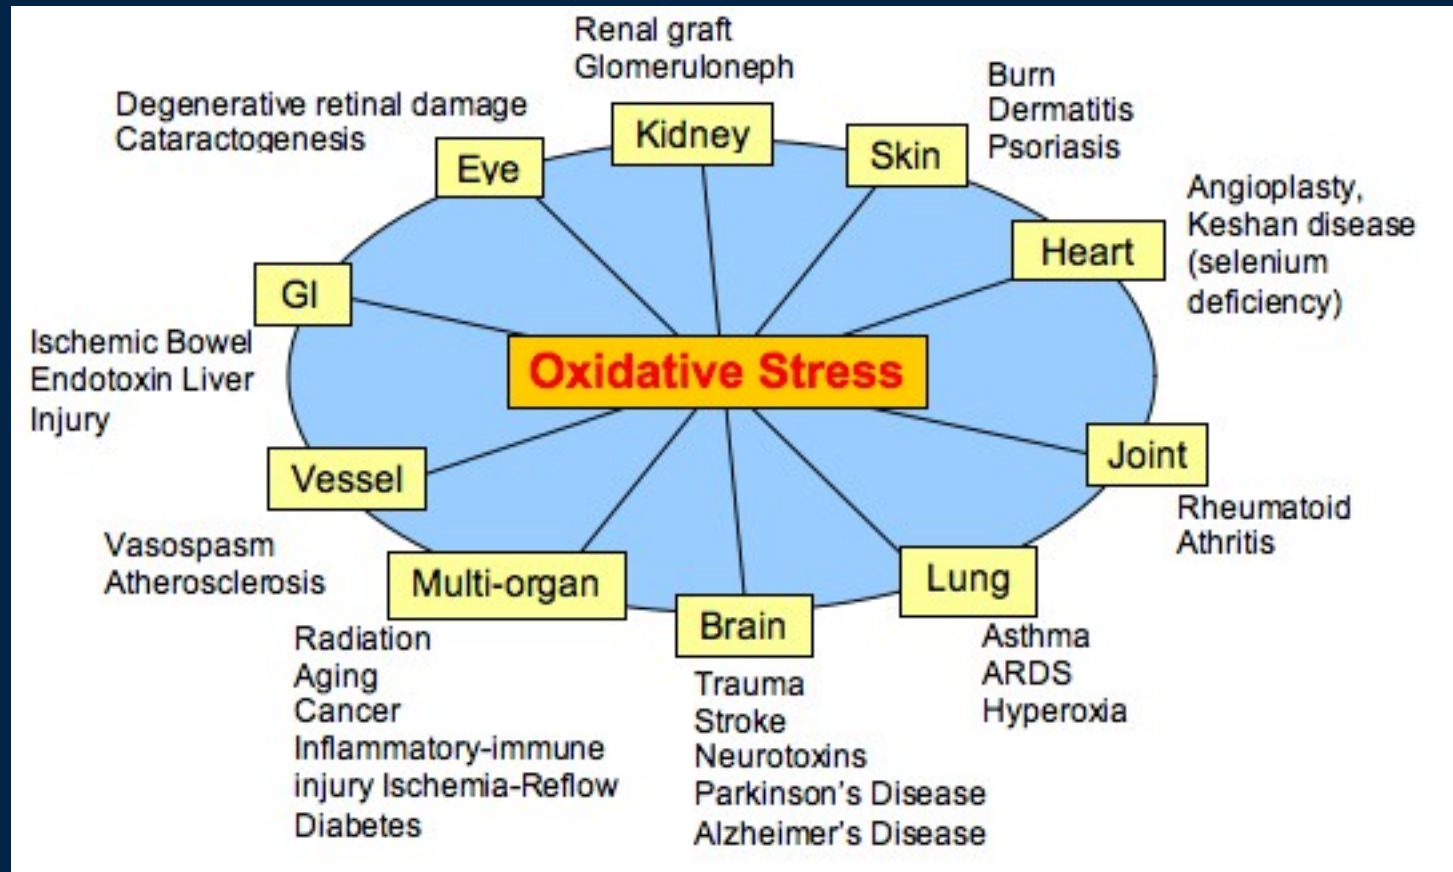 Renal graft
Glomeruloneph
Kidney
Burn
Dermatitis
Psoriasis
Skin
Degenerative retinal damage
Cataractogenesis
Eye
Angioplasty,
Keshan disease
(selenium
deficiency)
Heart
GI
Ischemic Bowel
Endotoxin Liver
Injury
Oxidative Stress
Joint
Rheumatoid
Athritis
Vessel
Vasospasm
Atherosclerosis
Multi-organ
Radiation
Aging
Cancer
Inflammatory-immune
injury Ischemia-Reflow
Diabetes
Brain
Trauma
Stroke
Neurotoxins
Parkinson's Disease
Alzheimer's Disease
Lung
Asthma
ARDS
Hyperoxia